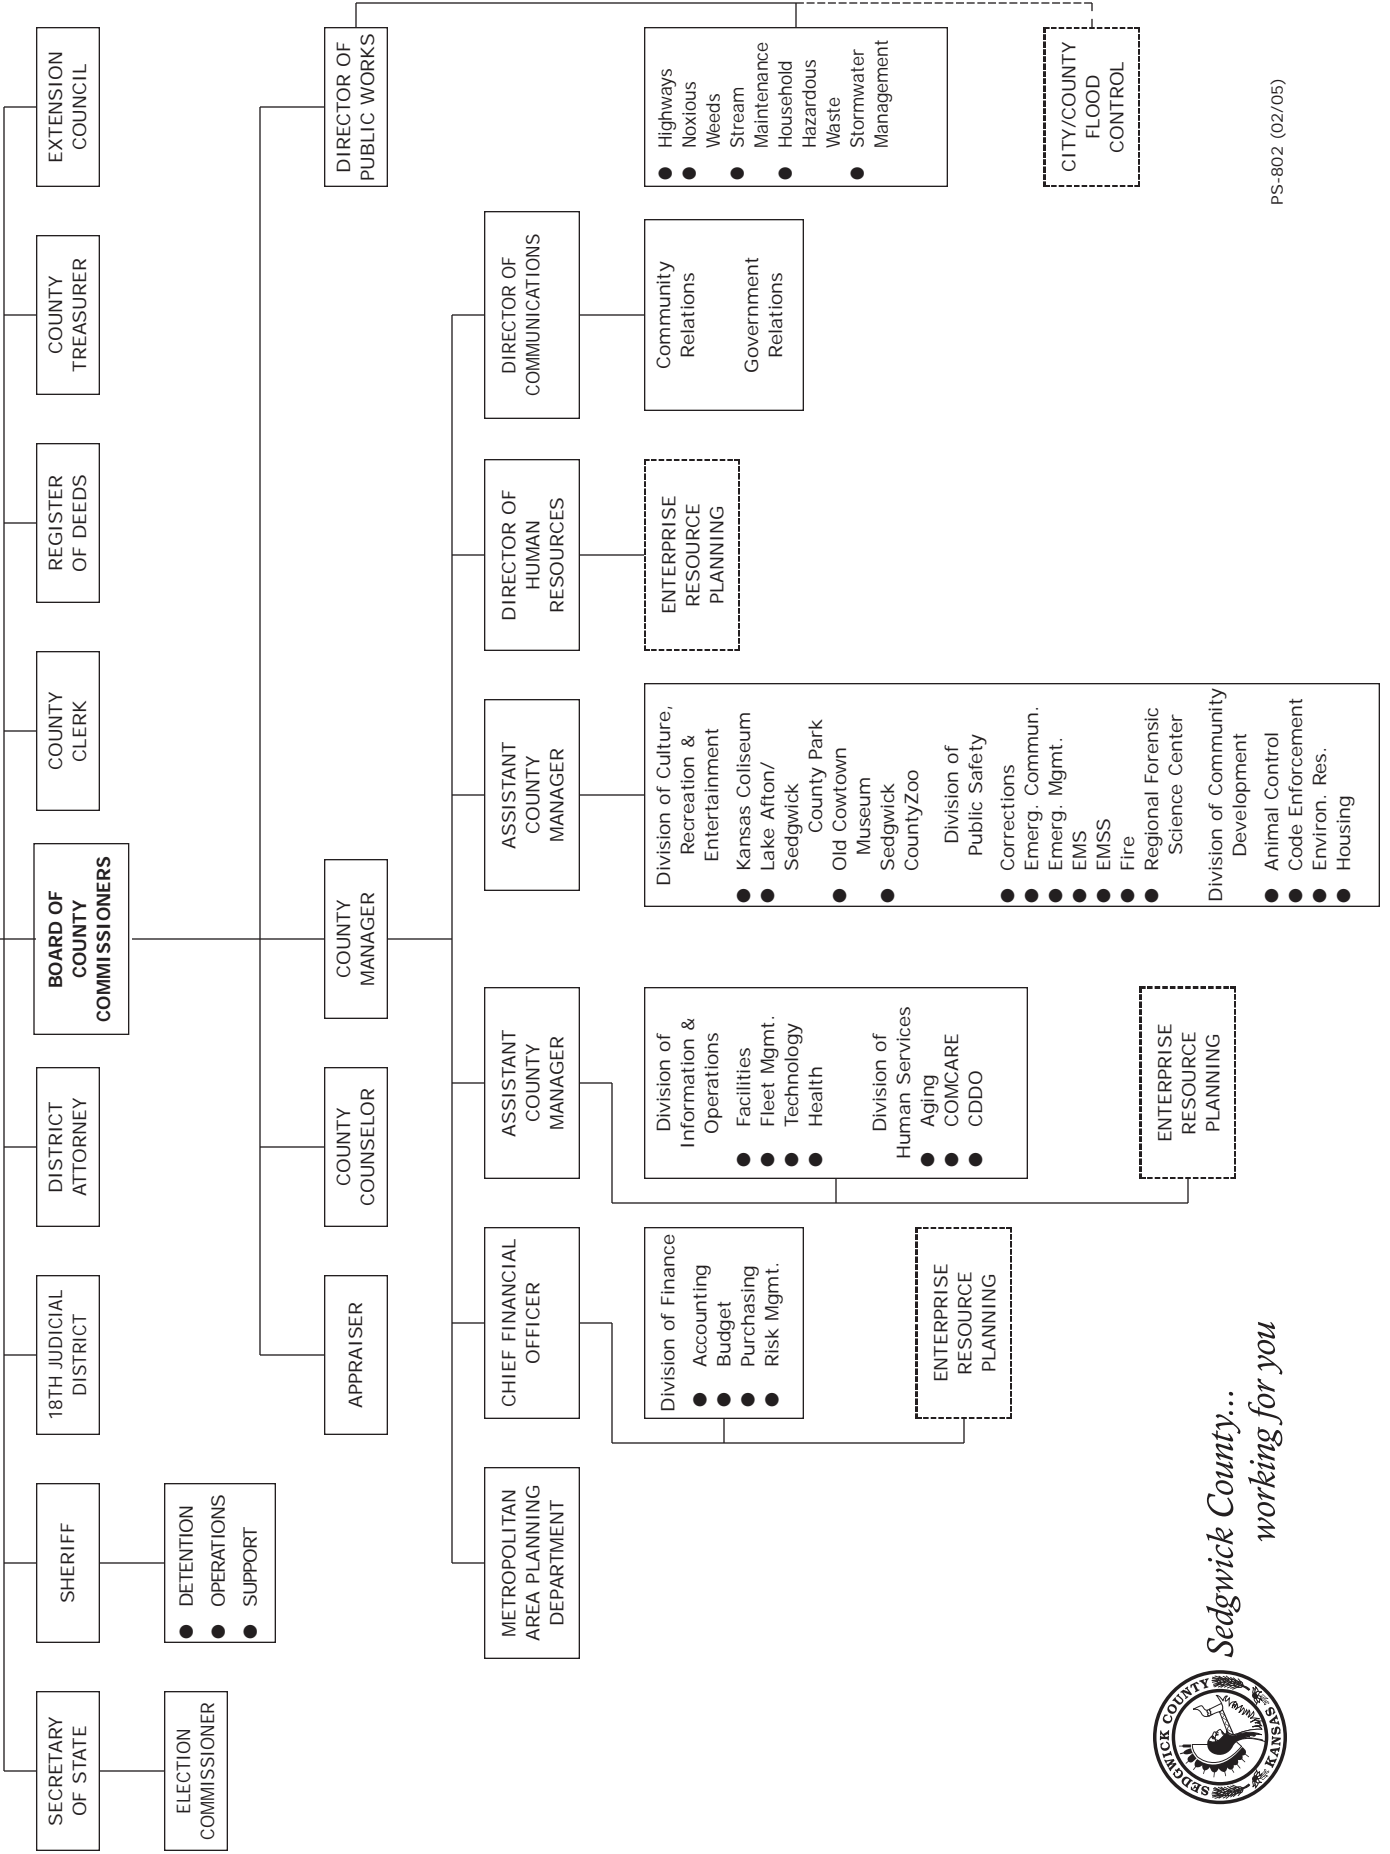 SECRETARY
OF STATE
SHERIFF
18TH JUDICIAL
DISTRICT
DISTRICT
ATTORNEY
BOARD OF
COUNTY
COMMISSIONERS
COUNTY
CLERK
REGISTER
OF DEEDS
COUNTY
TREASURER
EXTENSION
COUNCIL
ELECTION
COMMISSIONER
● DETENTION
● OPERATIONS
● SUPPORT
APPRAISER
COUNTY
COUNSELOR
COUNTY
MANAGER
DIRECTOR OF
PUBLIC WORKS
METROPOLITAN
AREA PLANNING
DEPARTMENT
CHIEF FINANCIAL
OFFICER
ASSISTANT
COUNTY
MANAGER
ASSISTANT
COUNTY
MANAGER
DIRECTOR OF
HUMAN
RESOURCES
DIRECTOR OF
COMMUNICATIONS
Division of Finance
● Accounting
● Budget
● Purchasing
● Risk Mgmt.
ENTERPRISE
RESOURCE
PLANNING
Division of
Information &
Operations
● Facilities
● Fleet Mgmt.
● Technology
● Health
Division of
Human Services
● Aging
● COMCARE
● CDDO
ENTERPRISE
RESOURCE
PLANNING
Division of Culture,
Recreation &
Entertainment
● Kansas Coliseum
● Lake Afton/
Sedgwick
County Park
● Old Cowtown
Museum
● Sedgwick
CountyZoo
Division of
Public Safety
● Corrections
● Emerg. Commun.
● Emerg. Mgmt.
● EMS
● EMSS
● Fire
● Regional Forensic
Science Center
Division of Community
Development
● Animal Control
● Code Enforcement
● Environ. Res.
● Housing
ENTERPRISE
RESOURCE
PLANNING
Community
Relations
Government
Relations
● Highways
● Noxious
Weeds
● Stream
Maintenance
● Household
Hazardous
Waste
● Stormwater
Management
CITY/COUNTY
FLOOD
CONTROL
SEDGWICK COUNTY
KANSAS
Sedgwick County...
working for you
PS-802 (02/05)